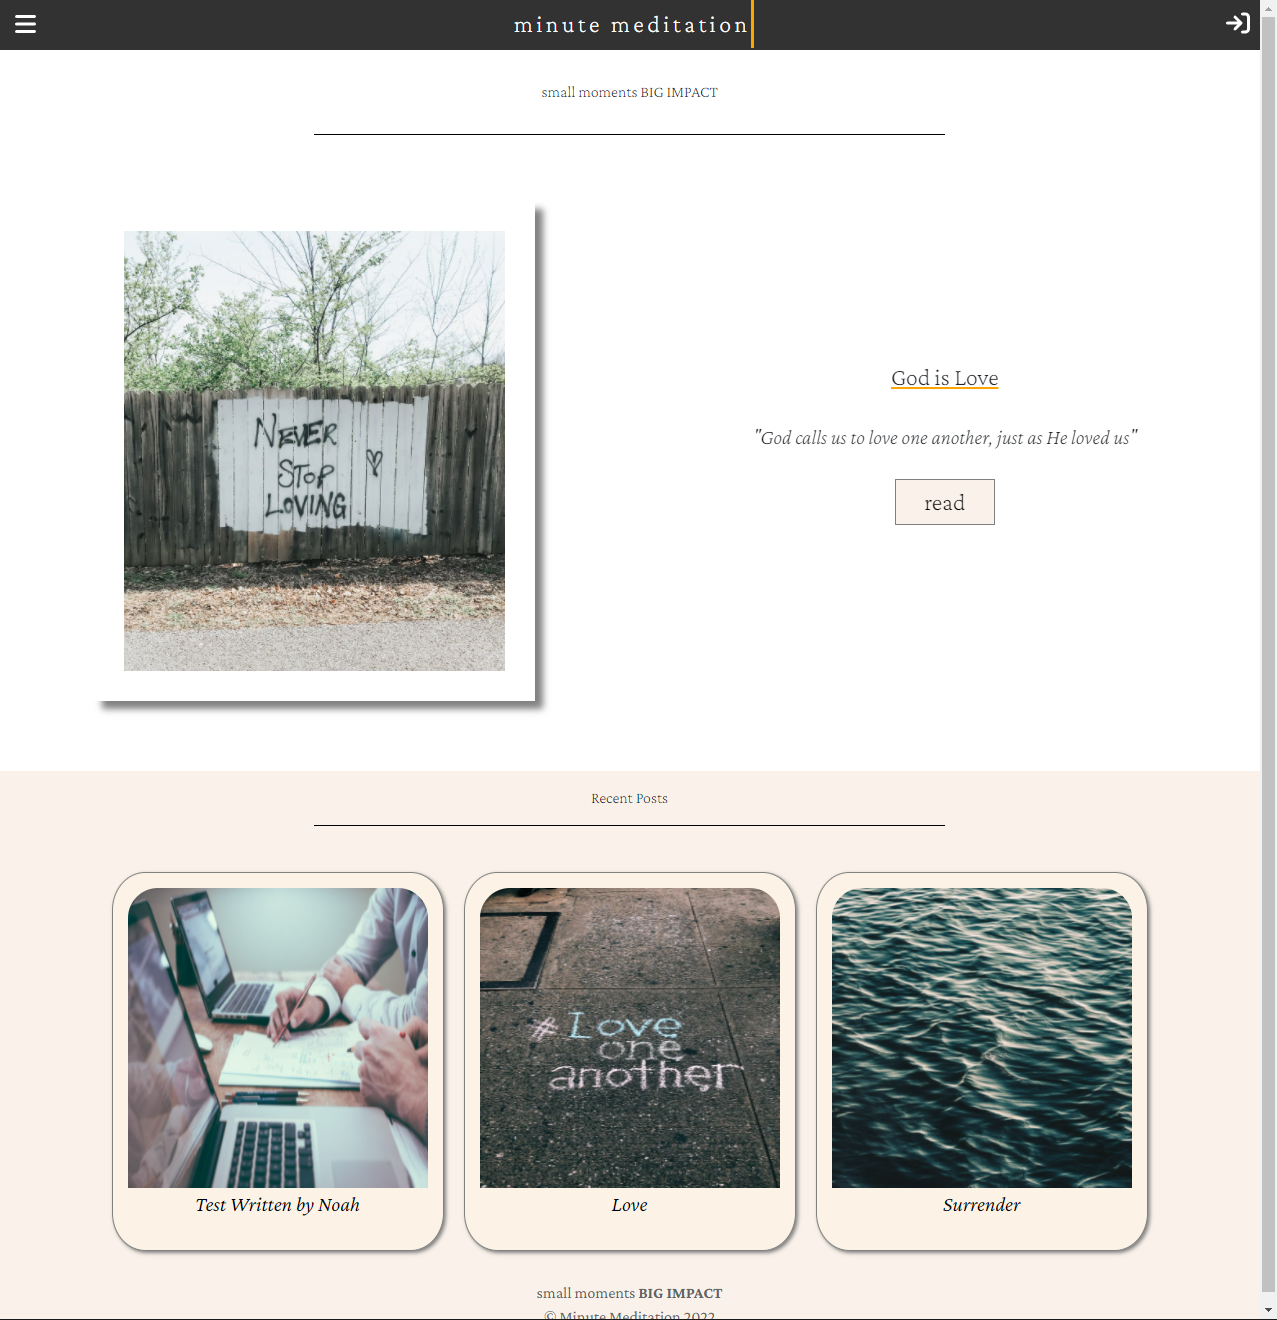 minute meditation
small moments BIG IMPACT
NEVER
STOP
LOVING
God is Love
"God calls us to love one another, just as He loved us"
read
Recent Posts
# Love
one
another
Test Written by Noah
Love
Surrender
small moments BIG IMPACT
© Minute Meditation 2022